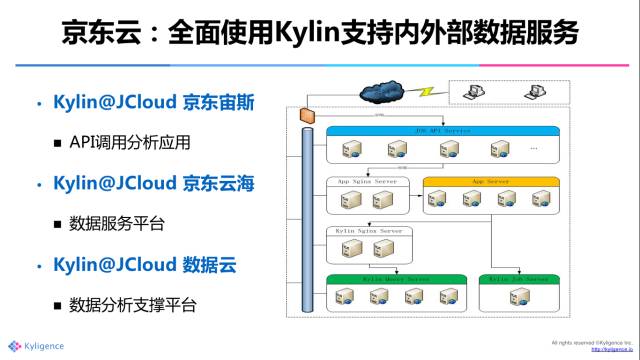 京东云：全面使用Kylin支持内外部数据服务
• Kylin@JCloud 京东宙斯
■ API调用分析应用
• Kylin@JCloud 京东云海
■ 数据服务平台
• Kylin@JCloud 数据云
■ 数据分析支撑平台
JOS API Service
...
App Nginx Server
App Server
Kylin Nginx Server
Kylin Query Server
Kylin Job Server
Kyligence
All rights reserved ©Kyligence Inc.
http://kyligence.io